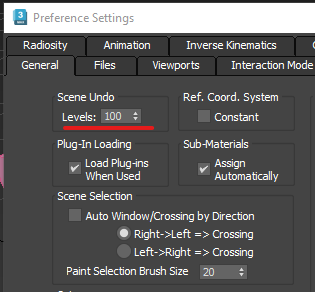 3
MAX
Preference Settings
Radiosity Animation Inverse Kinematics
General Files Viewports Interaction Mode
Scene Undo
Levels: 100
Ref. Coord. System
Constant
Plug-In Loading
Load Plug-ins
When Used
Sub-Materials
Assign
Automatically
Scene Selection
Auto Window/Crossing by Direction
Right->Left => Crossing
Left->Right => Crossing
Paint Selection Brush Size 20